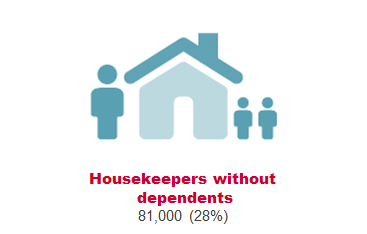 Housekeepers without
dependents
81,000 (28%)